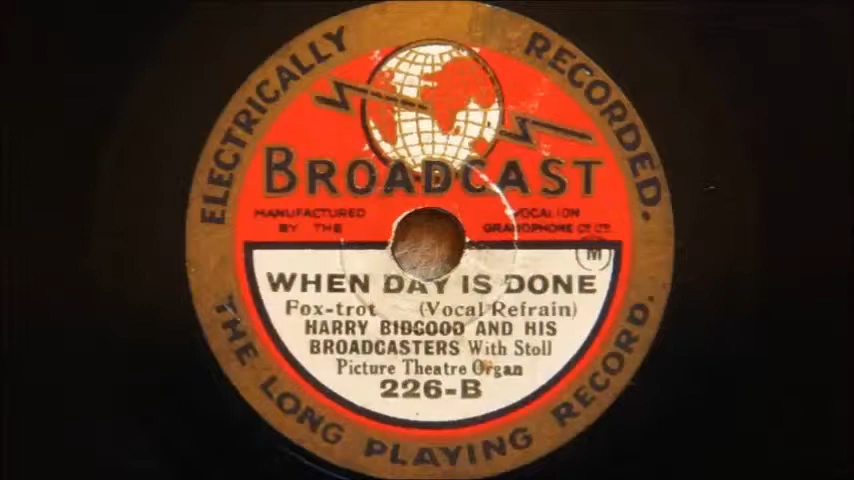 ELECTRICALLY RECORDED.
BROADCAST
MANUFACTURED BY THE VOCALION GRAMOPHONE Co LTD
M
WHEN DAY IS DONE
Fox-trot (Vocal Refrain)
HARRY BIDGOOD AND HIS
BROADCASTERS With Stoll
Picture Theatre Organ
226-B
THE LONG PLAYING RECORD.